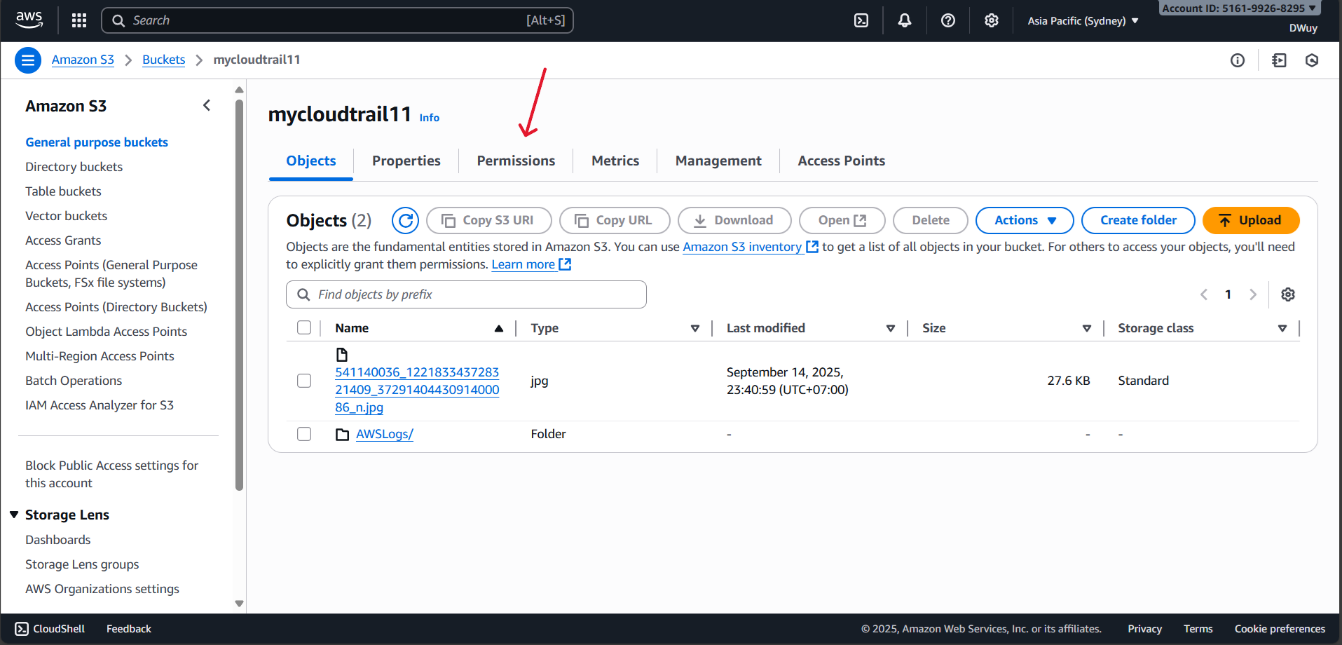 aws
Search [Alt+S]
Asia Pacific (Sydney)
Account ID: 5161-9926-8295
DWuy
Amazon S3 > Buckets > mycloudtrail11
Amazon S3
General purpose buckets
Directory buckets
Table buckets
Vector buckets
Access Grants
Access Points (General Purpose
Buckets, FSx file systems)
Access Points (Directory Buckets)
Object Lambda Access Points
Multi-Region Access Points
Batch Operations
IAM Access Analyzer for S3
Block Public Access settings for
this account
Storage Lens
Dashboards
Storage Lens groups
AWS Organizations settings
mycloudtrail11 Info
Objects Properties Permissions Metrics Management Access Points
Objects (2) Copy S3 URI Copy URL Download Open Delete Actions Create folder Upload
Objects are the fundamental entities stored in Amazon S3. You can use Amazon S3 inventory to get a list of all objects in your bucket. For others to access your objects, you'll need
to explicitly grant them permissions. Learn more
Find objects by prefix
1
Name Type Last modified Size Storage class
541140036_1221833437283
21409_37291404430914000
86_n.jpg
jpg
September 14, 2025,
23:40:59 (UTC+07:00)
27.6 KB
Standard
AWSLogs/ Folder - - -
CloudShell Feedback © 2025, Amazon Web Services, Inc. or its affiliates. Privacy Terms Cookie preferences